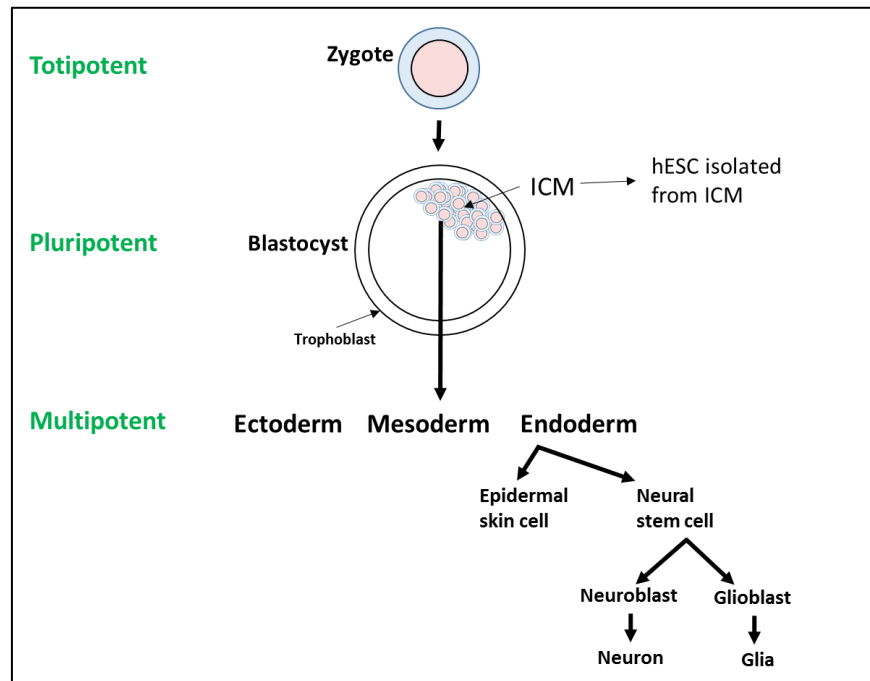 Totipotent
Zygote
ICM
hESC isolated
from ICM
Pluripotent
Blastocyst
Trophoblast
Multipotent
Ectoderm Mesoderm Endoderm
Epidermal
skin cell
Neural
stem cell
Neuroblast
Glioblast
Neuron
Glia